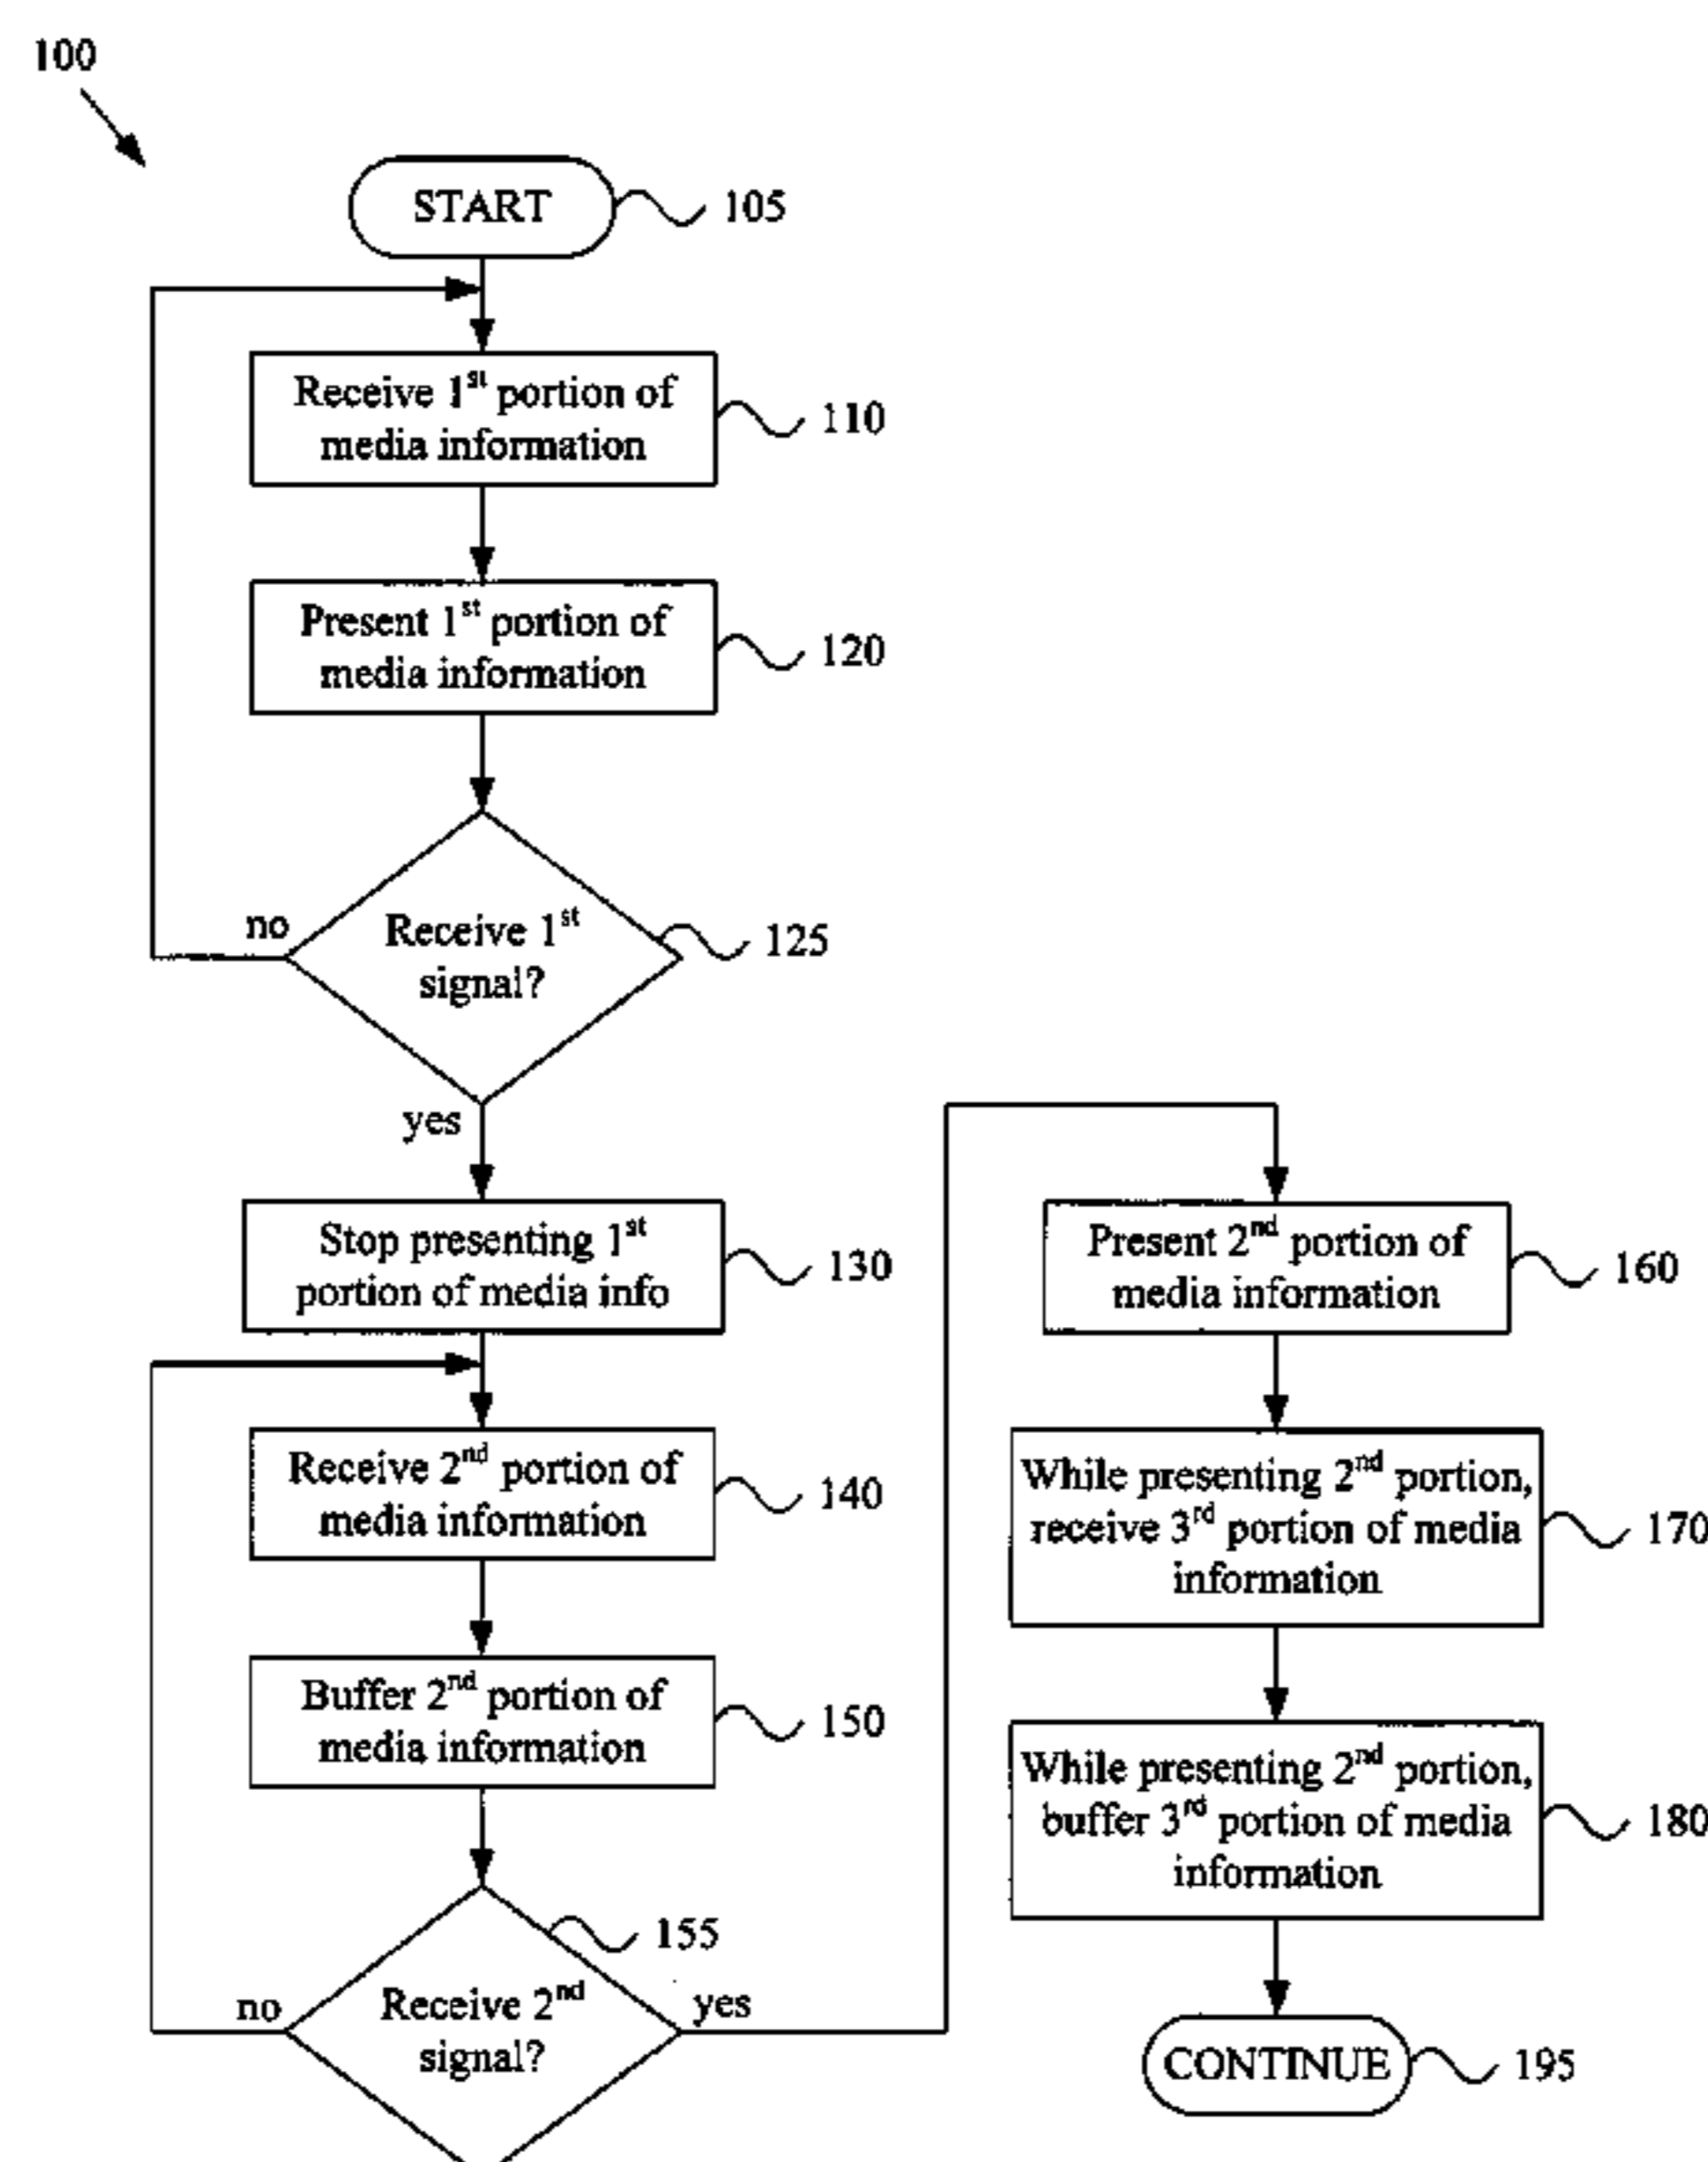 100
START
105
Receive 1st portion of
media information
110
Present 1st portion of
media information
120
no
Receive 1st
signal?
125
yes
Stop presenting 1st
portion of media info
130
Receive 2nd portion of
media information
140
Buffer 2nd portion of
media information
150
155
no
Receive 2nd
signal?
yes
Present 2nd portion of
media information
160
While presenting 2nd portion,
receive 3rd portion of media
information
170
While presenting 2nd portion,
buffer 3rd portion of media
information
180
CONTINUE
195